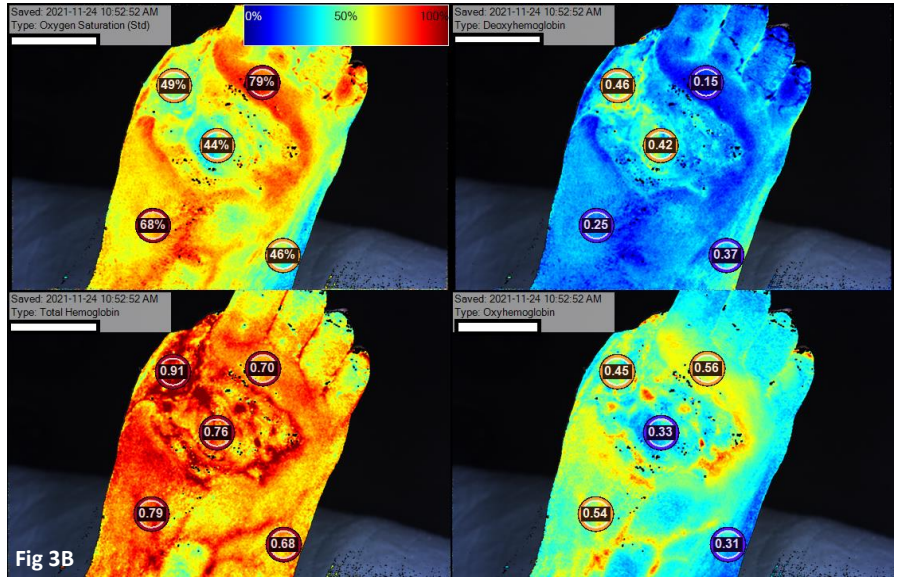 Saved: 2021-11-24 10:52:52 AM
Type: Oxygen Saturation (Std)
0% 50% 100%
49%
79%
44%
68%
46%
Saved: 2021-11-24 10:52:52 AM
Type: Deoxyhemoglobin
0.46
0.15
0.42
0.25
0.37
Saved: 2021-11-24 10:52:52 AM
Type: Total Hemoglobin
0.91
0.70
0.76
0.79
0.68
Fig 3B
Saved: 2021-11-24 10:52:52 AM
Type: Oxyhemoglobin
0.45
0.56
0.33
0.54
0.31